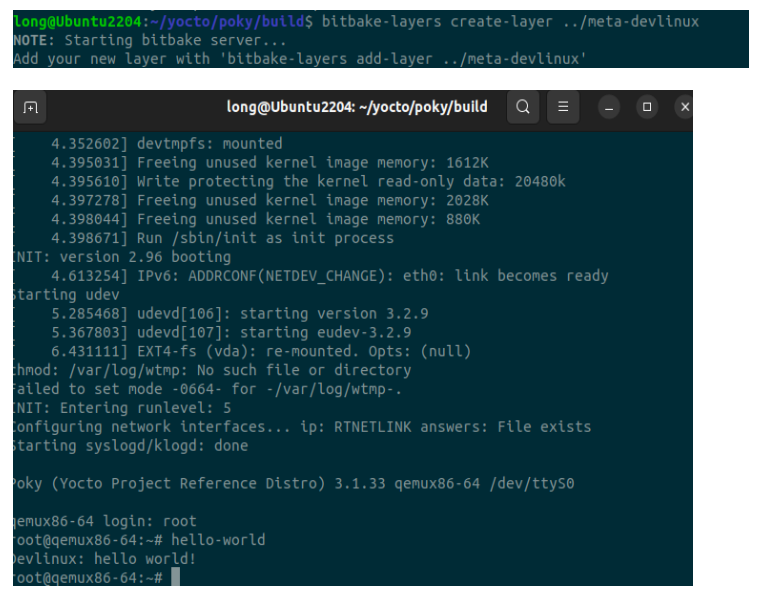 long@Ubuntu2204:~/yocto/poky/build$ bitbake-layers create-layer ../meta-devlinux
NOTE: Starting bitbake server...
Add your new layer with 'bitbake-layers add-layer ../meta-devlinux'
long@Ubuntu2204: ~/yocto/poky/build
[    4.352602] devtmpfs: mounted
[    4.395031] Freeing unused kernel image memory: 1612K
[    4.395610] Write protecting the kernel read-only data: 20480k
[    4.397278] Freeing unused kernel image memory: 2028K
[    4.398044] Freeing unused kernel image memory: 880K
[    4.398671] Run /sbin/init as init process
INIT: version 2.96 booting
[    4.613254] IPv6: ADDRCONF(NETDEV_CHANGE): eth0: link becomes ready
Starting udev
[    5.285468] udevd[106]: starting version 3.2.9
[    5.367803] udevd[107]: starting eudev-3.2.9
[    6.431111] EXT4-fs (vda): re-mounted. Opts: (null)
chmod: /var/log/wtmp: No such file or directory
Failed to set mode -0664- for -/var/log/wtmp-.
INIT: Entering runlevel: 5
Configuring network interfaces... ip: RTNETLINK answers: File exists
Starting syslogd/klogd: done
Poky (Yocto Project Reference Distro) 3.1.33 qemux86-64 /dev/ttyS0
qemux86-64 login: root
root@qemux86-64:~# hello-world
Devlinux: hello world!
root@qemux86-64:~#